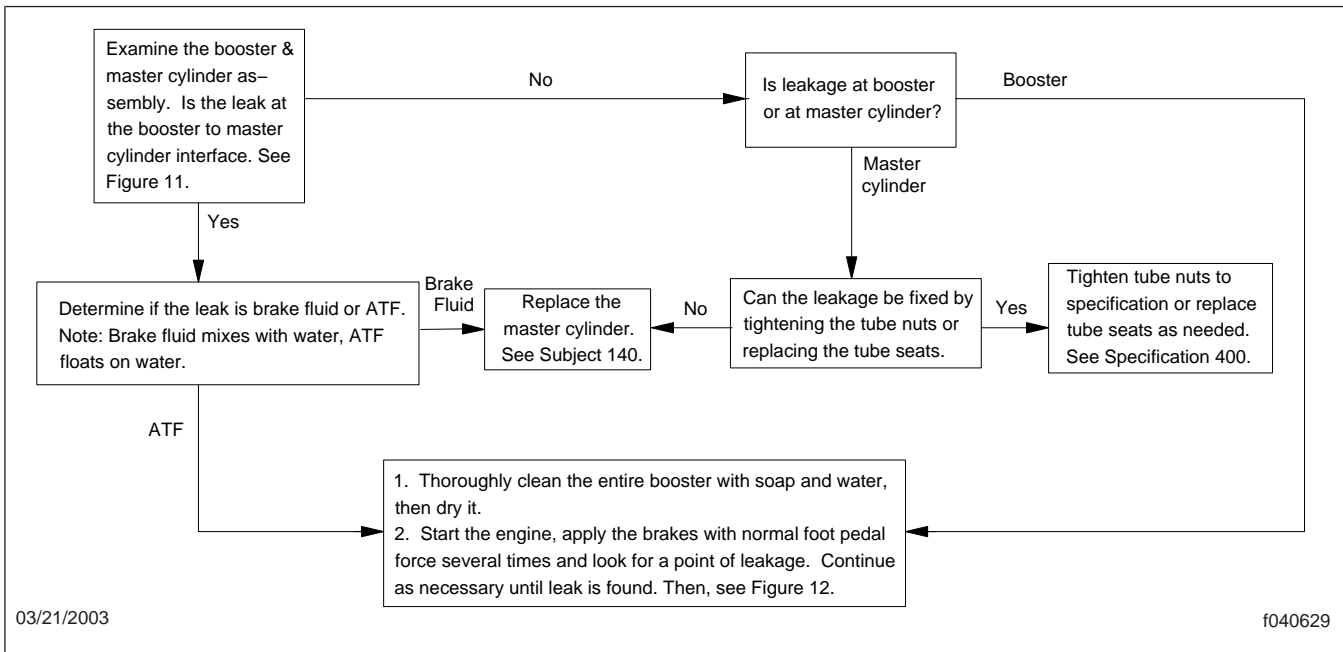 Examine the booster &
master cylinder as–
sembly. Is the leak at
the booster to master
cylinder interface. See
Figure 11.
No
Is leakage at booster
or at master cylinder?
Booster
Master
cylinder
Yes
Determine if the leak is brake fluid or ATF.
Note: Brake fluid mixes with water, ATF
floats on water.
Brake
Fluid
Replace the
master cylinder.
See Subject 140.
No
Can the leakage be fixed by
tightening the tube nuts or
replacing the tube seats.
Yes
Tighten tube nuts to
specification or replace
tube seats as needed.
See Specification 400.
ATF
1. Thoroughly clean the entire booster with soap and water,
then dry it.
2. Start the engine, apply the brakes with normal foot pedal
force several times and look for a point of leakage. Continue
as necessary until leak is found. Then, see Figure 12.
03/21/2003
f040629